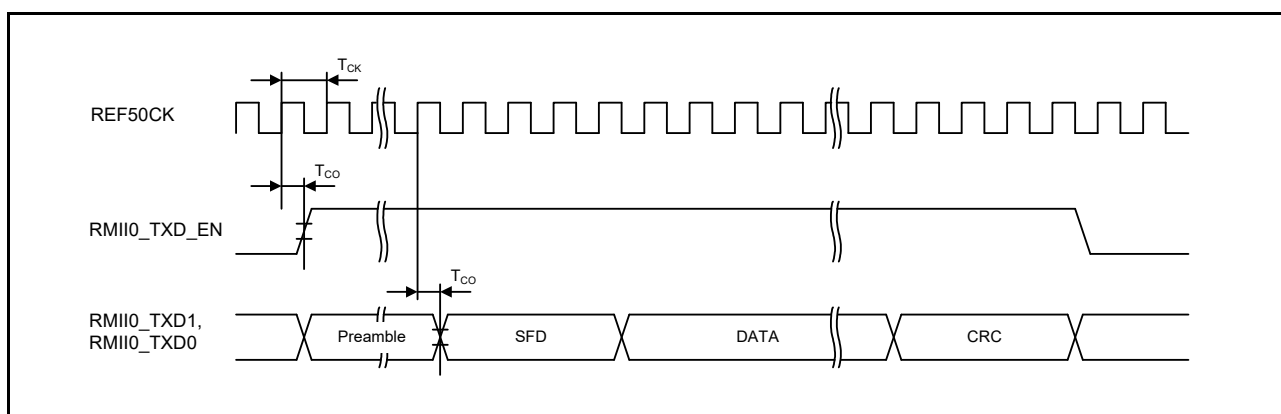 T_CK
REF50CK
T_CO
RMII0_TXD_EN
T_CO
RMII0_TXD1,
RMII0_TXD0
Preamble SFD DATA CRC